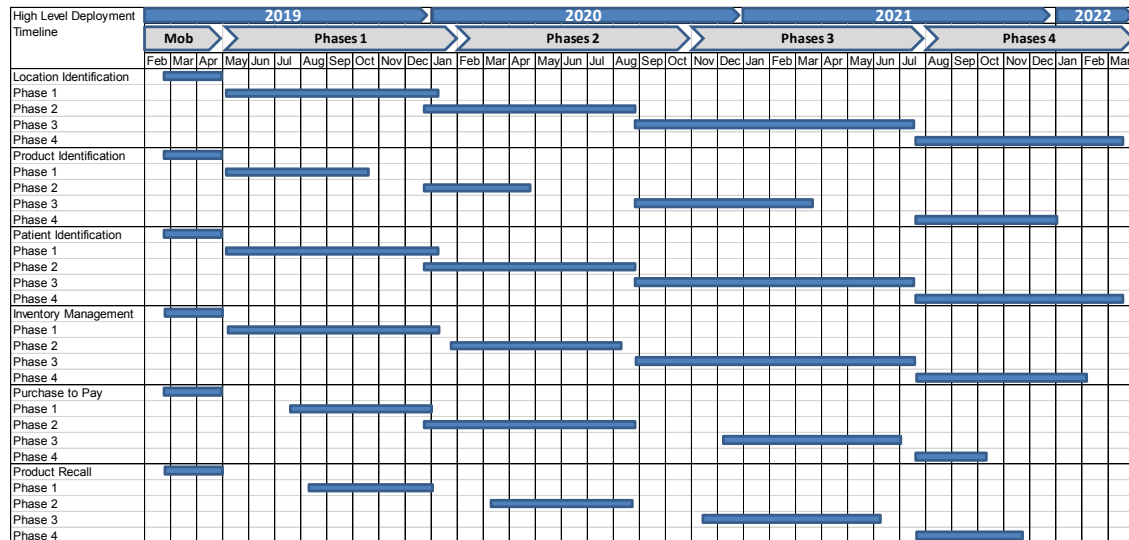 High Level Deployment Timeline
2019 2020 2021 2022
Mob Phases 1 Phases 2 Phases 3 Phases 4
Feb Mar Apr May Jun Jul Aug Sep Oct Nov Dec Jan Feb Mar Apr May Jun Jul Aug Sep Oct Nov Dec Jan Feb Mar Apr May Jun Jul Aug Sep Oct Nov Dec Jan Feb Mar
Location Identification
Phase 1
Phase 2
Phase 3
Phase 4
Product Identification
Phase 1
Phase 2
Phase 3
Phase 4
Patient Identification
Phase 1
Phase 2
Phase 3
Phase 4
Inventory Management
Phase 1
Phase 2
Phase 3
Phase 4
Purchase to Pay
Phase 1
Phase 2
Phase 3
Phase 4
Product Recall
Phase 1
Phase 2
Phase 3
Phase 4